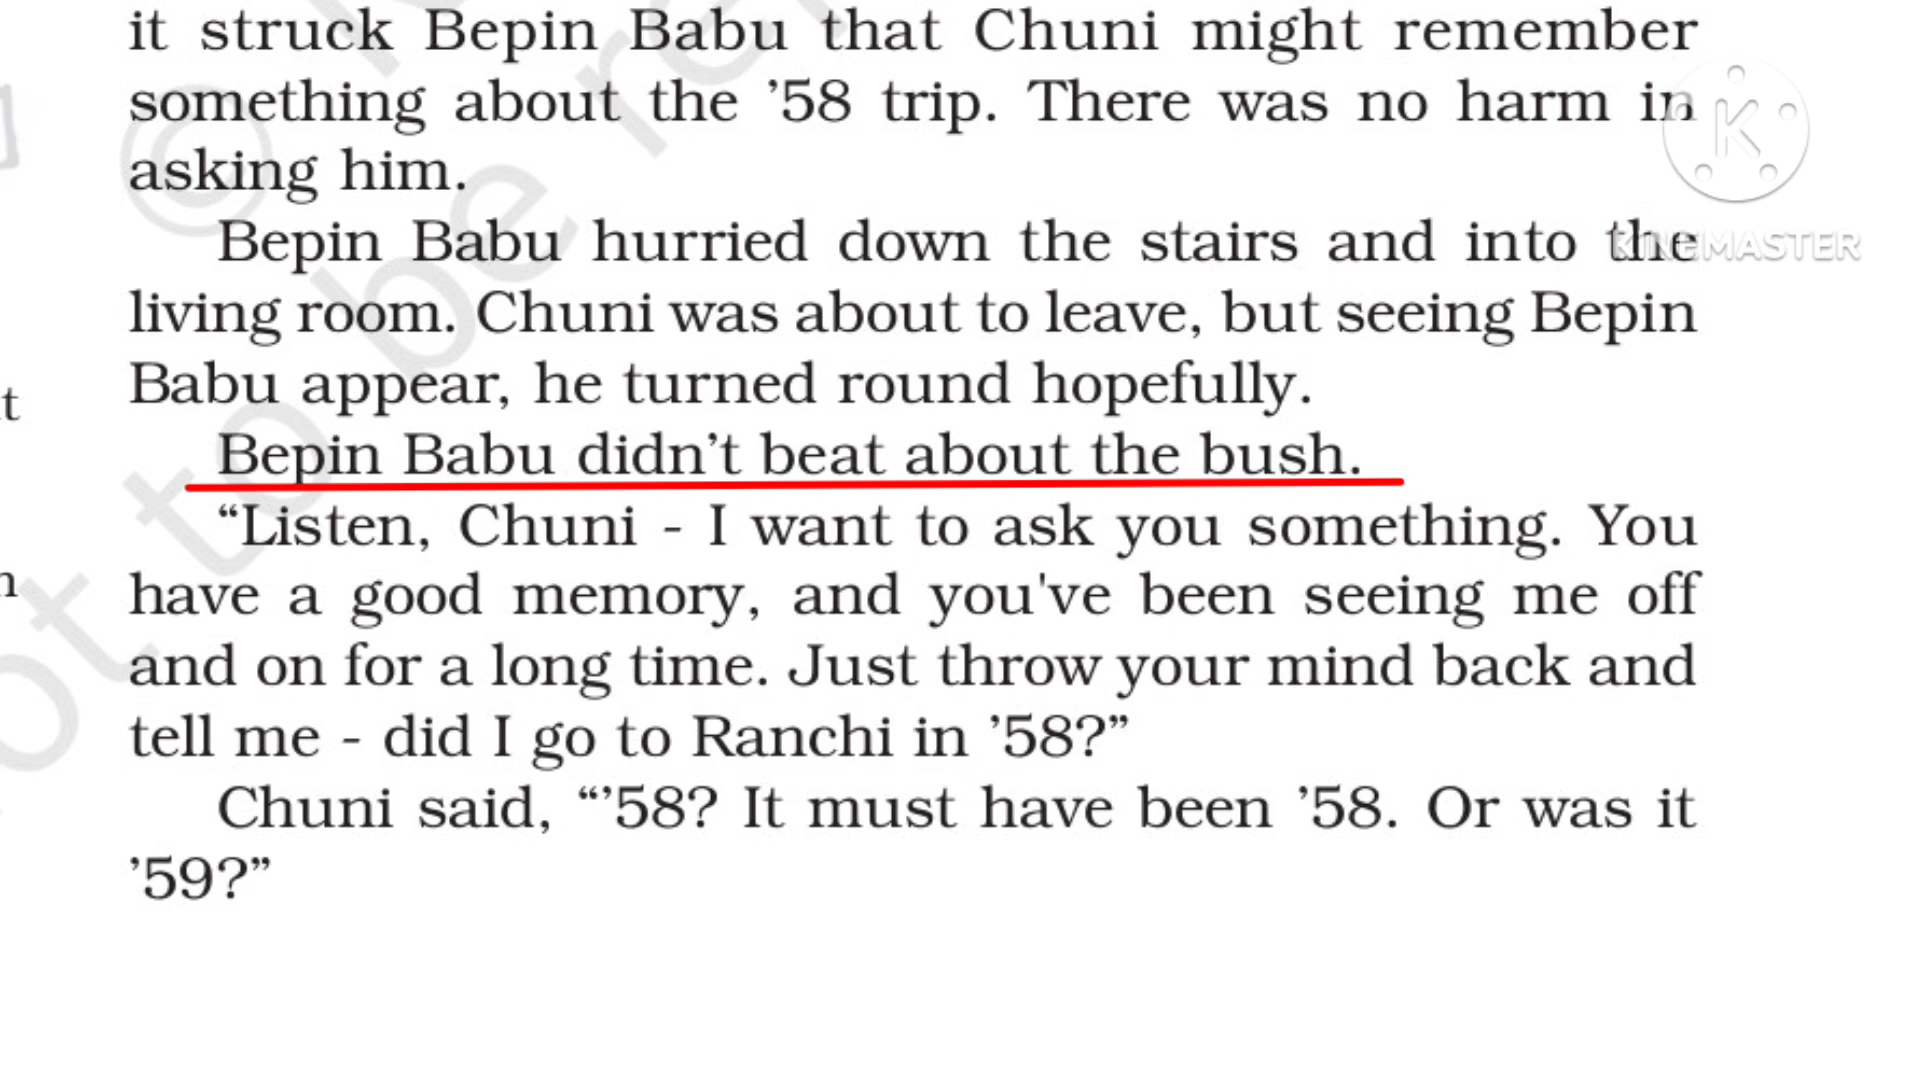 it struck Bepin Babu that Chuni might remember
something about the ’58 trip. There was no harm in
asking him.
Bepin Babu hurried down the stairs and into the
living room. Chuni was about to leave, but seeing Bepin
Babu appear, he turned round hopefully.
Bepin Babu didn’t beat about the bush.
“Listen, Chuni - I want to ask you something. You
have a good memory, and you've been seeing me off
and on for a long time. Just throw your mind back and
tell me - did I go to Ranchi in ’58?”
Chuni said, “’58? It must have been ’58. Or was it
’59?”
K
KINEMASTER
©
to be re
ot
t